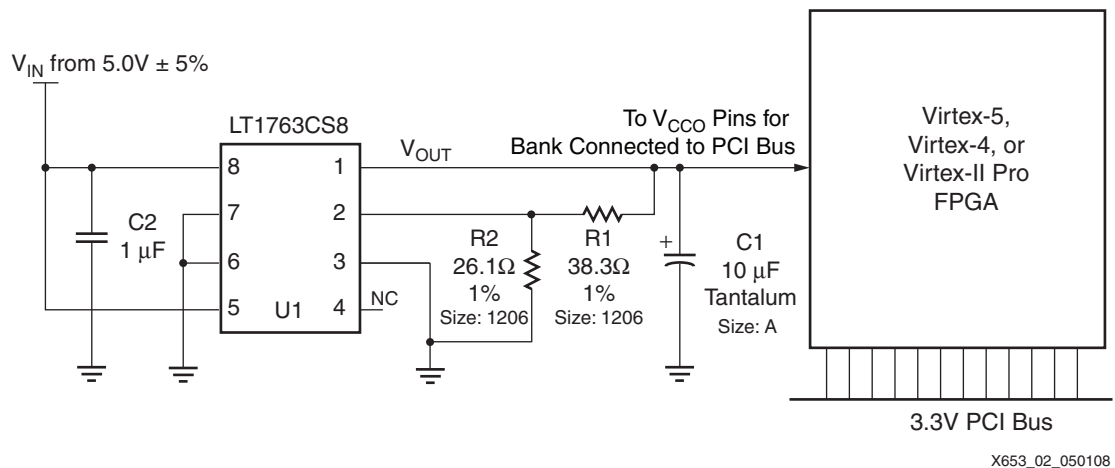 V_IN from 5.0V ± 5%
LT1763CS8
V_OUT
To V_CCO Pins for
Bank Connected to PCI Bus
Virtex-5,
Virtex-4, or
Virtex-II Pro
FPGA
8 1
7 2
6 3
5 U1 4
NC
C2
1 μF
R2
26.1Ω
1%
Size: 1206
R1
38.3Ω
1%
Size: 1206
+
C1
10 μF
Tantalum
Size: A
3.3V PCI Bus
X653_02_050108